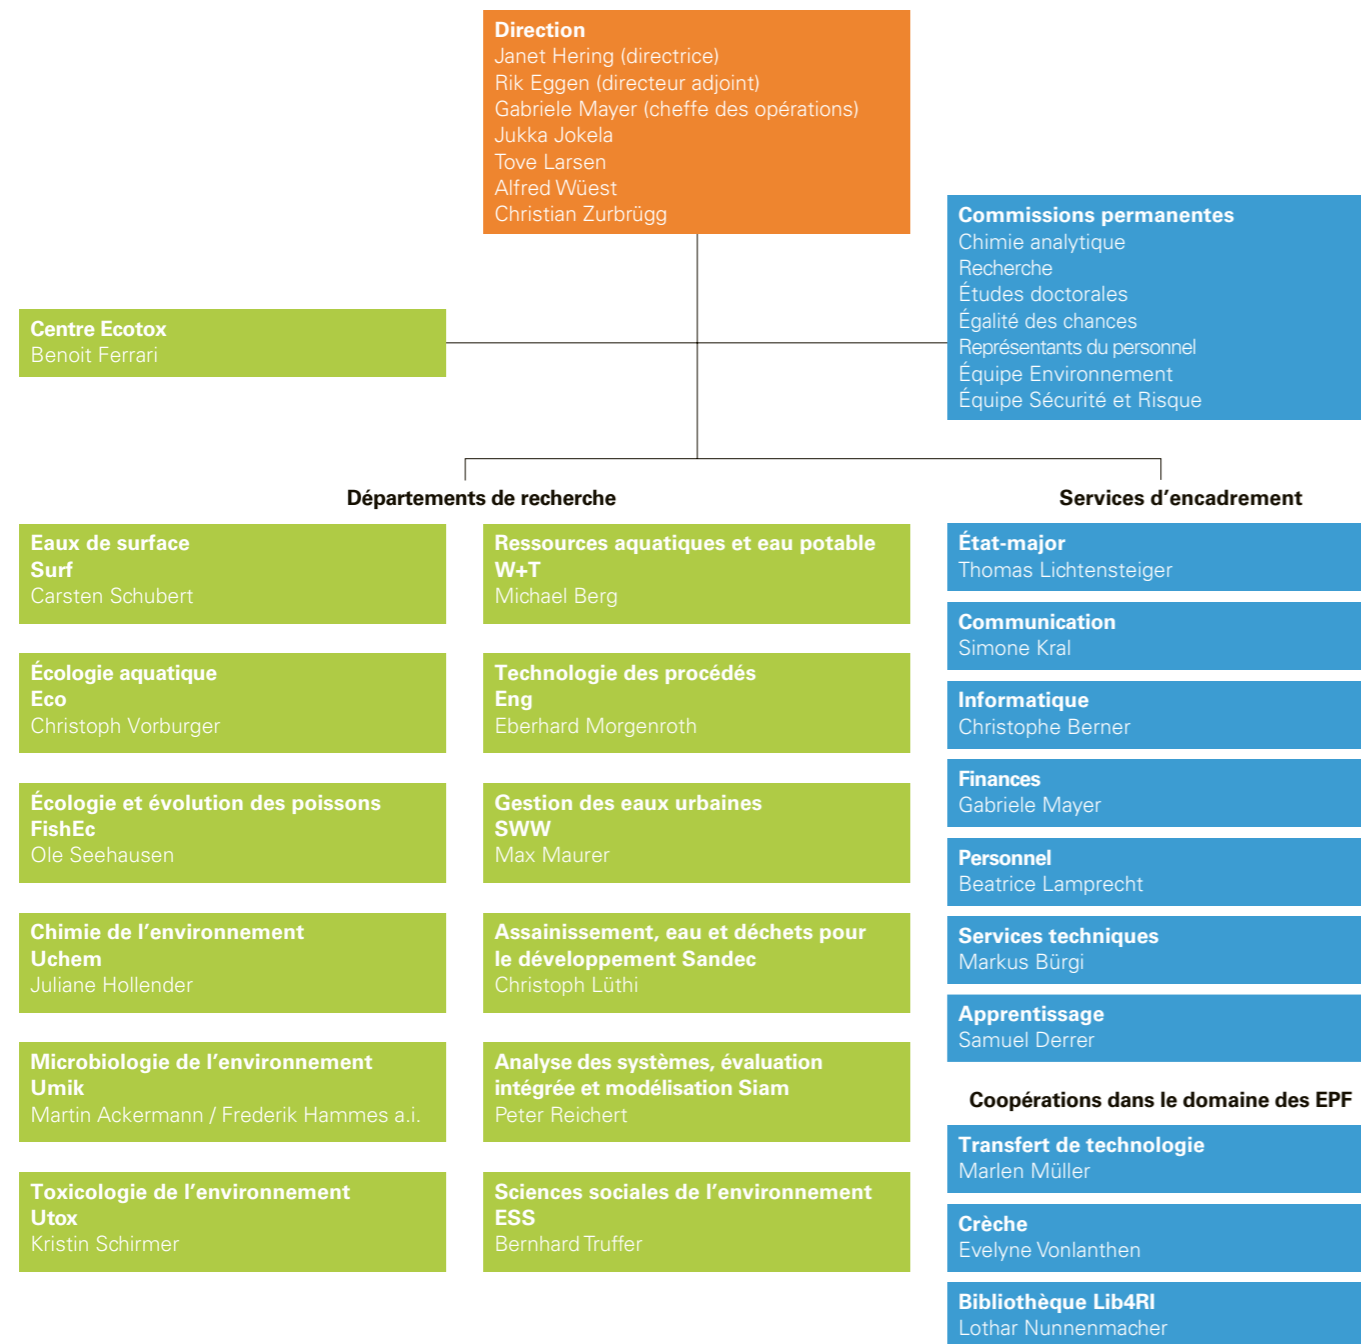 Direction
Janet Hering (directrice)
Rik Eggen (directeur adjoint)
Gabriele Mayer (cheffe des opérations)
Jukka Jokela
Tove Larsen
Alfred Wüest
Christian Zurbrügg
Commissions permanentes
Chimie analytique
Recherche
Études doctorales
Égalité des chances
Représentants du personnel
Équipe Environnement
Équipe Sécurité et Risque
Centre Ecotox
Benoit Ferrari
Départements de recherche
Eaux de surface
Surf
Carsten Schubert
Écologie aquatique
Eco
Christoph Vorburger
Écologie et évolution des poissons
FishEc
Ole Seehausen
Chimie de l’environnement
Uchem
Juliane Hollender
Microbiologie de l’environnement
Umik
Martin Ackermann / Frederik Hammes a.i.
Toxicologie de l’environnement
Utox
Kristin Schirmer
Ressources aquatiques et eau potable
W+T
Michael Berg
Technologie des procédés
Eng
Eberhard Morgenroth
Gestion des eaux urbaines
SWW
Max Maurer
Assainissement, eau et déchets pour
le développement Sandec
Christoph Lüthi
Analyse des systèmes, évaluation
intégrée et modélisation Siam
Peter Reichert
Sciences sociales de l’environnement
ESS
Bernhard Truffer
Services d’encadrement
État-major
Thomas Lichtensteiger
Communication
Simone Kral
Informatique
Christophe Berner
Finances
Gabriele Mayer
Personnel
Beatrice Lamprecht
Services techniques
Markus Bürgi
Apprentissage
Samuel Derrer
Coopérations dans le domaine des EPF
Transfert de technologie
Marlen Müller
Crèche
Evelyne Vonlanthen
Bibliothèque Lib4RI
Lothar Nunnenmacher